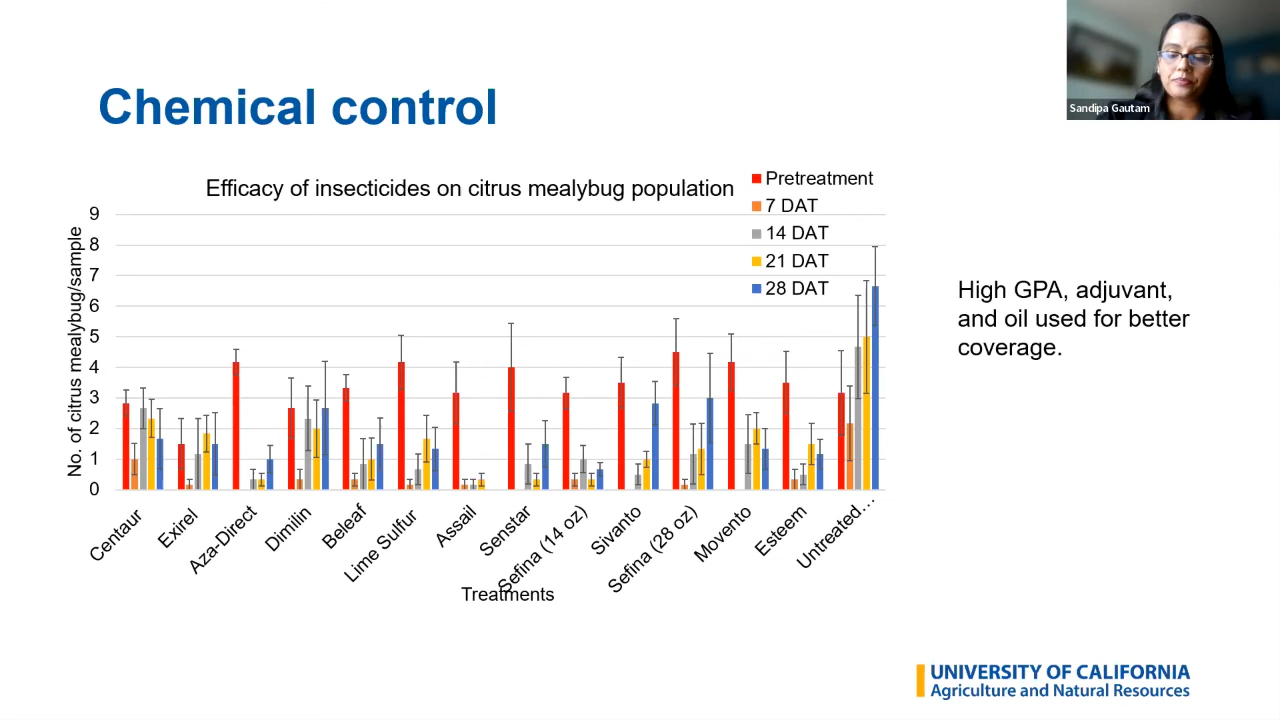 Sandipa Gautam
Chemical control
Efficacy of insecticides on citrus mealybug population
Pretreatment
7 DAT
14 DAT
21 DAT
28 DAT
No. of citrus mealybug/sample
9
8
7
6
5
4
3
2
1
0
Centaur
Exirel
Aza-Direct
Dimilin
Beleaf
Lime Sulfur
Assail
Senstar
Sefina (14 oz)
Sivanto
Sefina (28 oz)
Movento
Esteem
Untreated...
Treatments
High GPA, adjuvant,
and oil used for better
coverage.
UNIVERSITY OF CALIFORNIA
Agriculture and Natural Resources